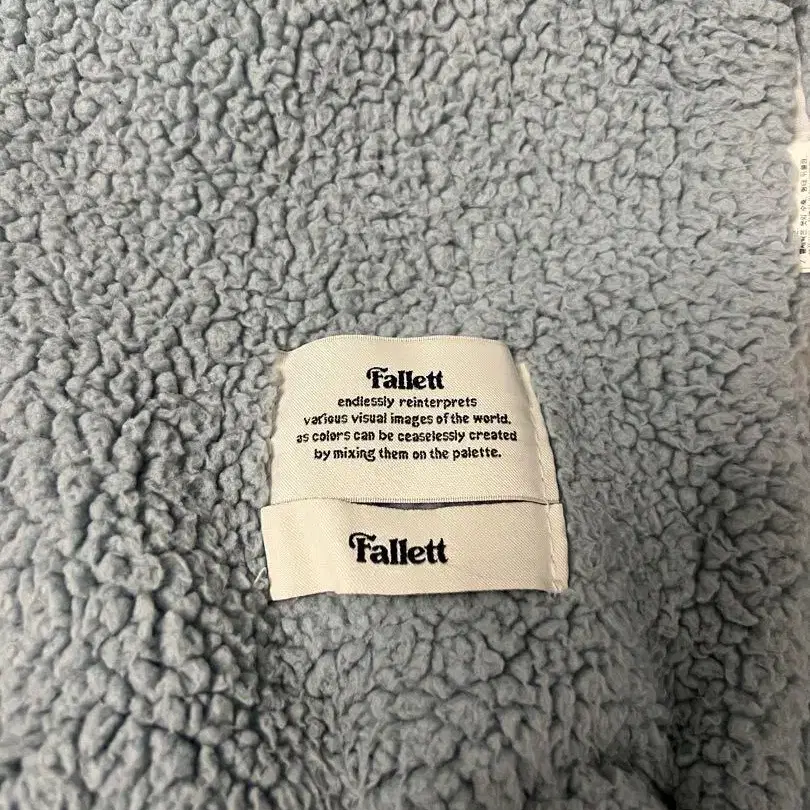 Fallett
endlessly reinterprets
various visual images of the world,
as colors can be ceaselessly created
by mixing them on the palette.
Fallett